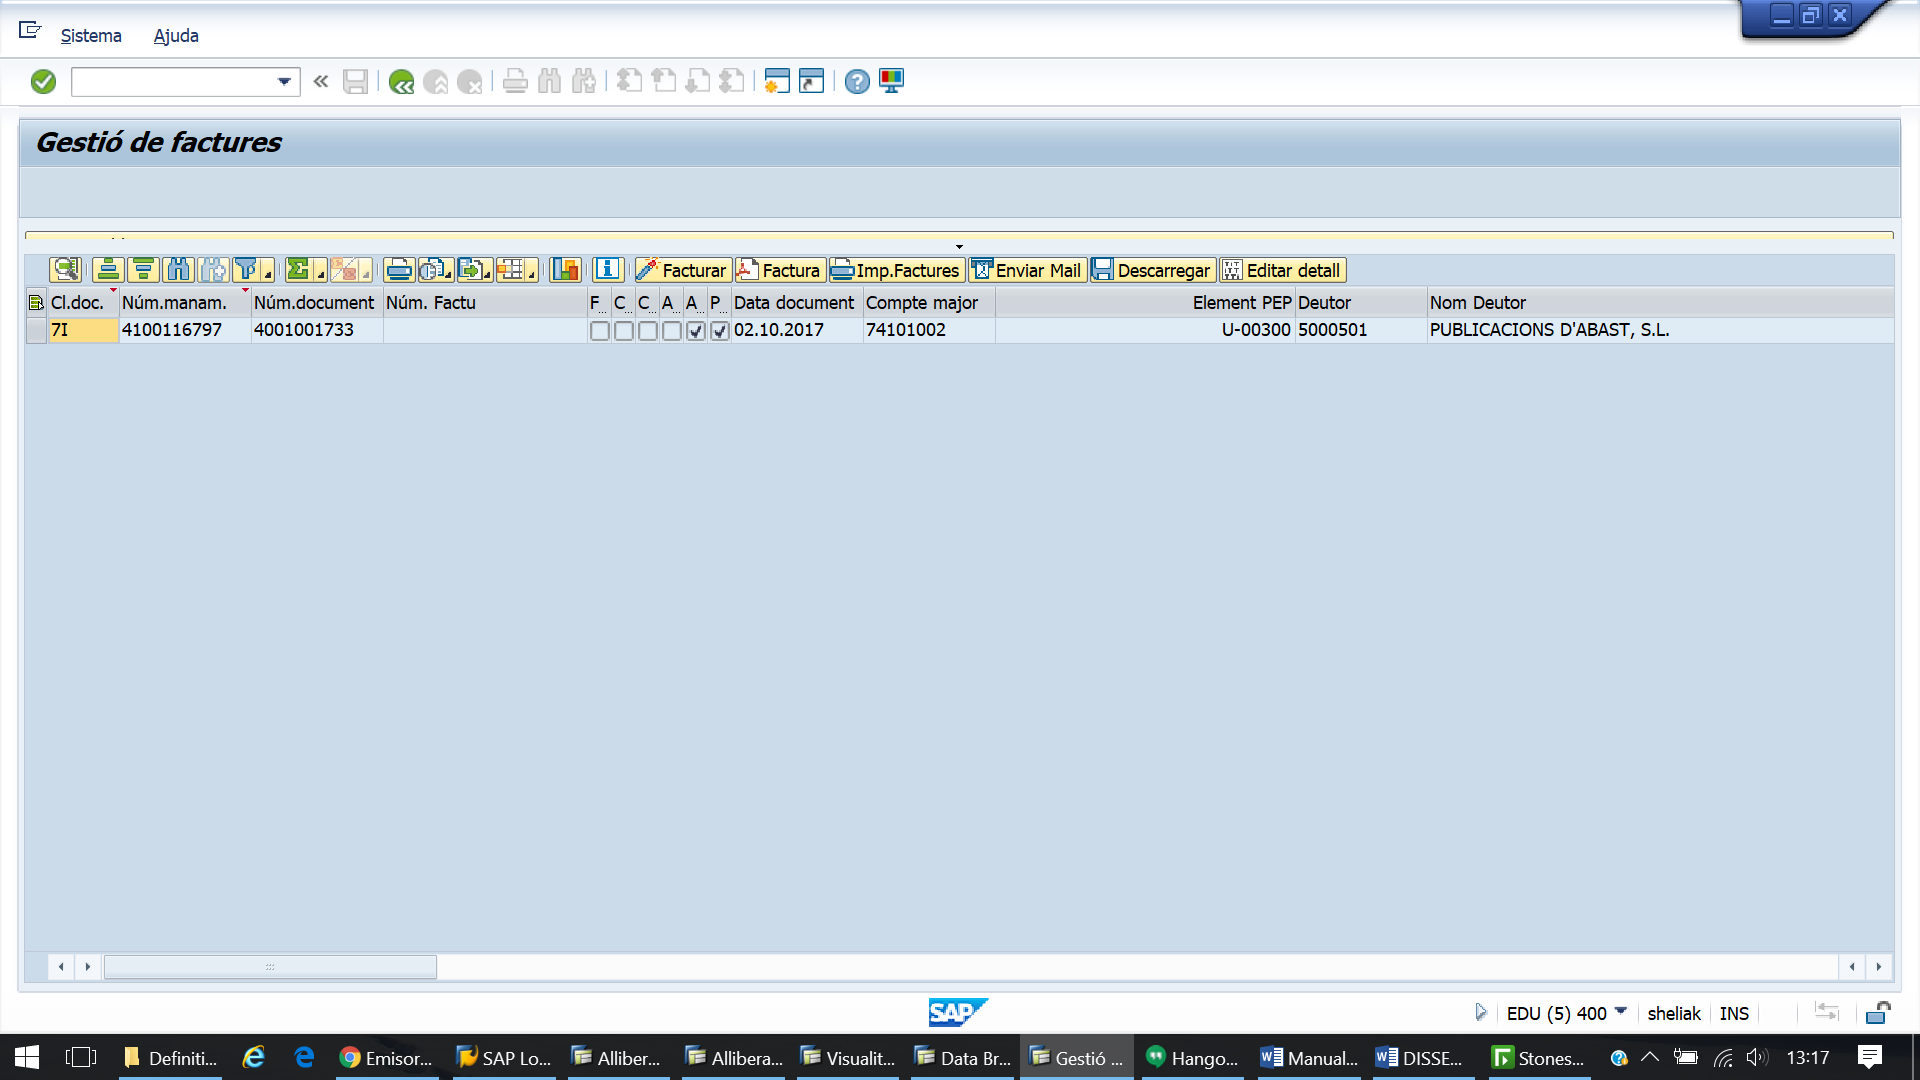 Sistema Ajuda
Gestió de factures
Facturar Factura Imp.Factures Enviar Mail Descarregar Editar detall
Cl.doc. Núm.manam. Núm.document Núm. Factu F... C... C... A... A... P... Data document Compte major Element PEP Deutor Nom Deutor
7I 4100116797 4001001733 02.10.2017 74101002 U-00300 5000501 PUBLICACIONS D'ABAST, S.L.
SAP EDU (5) 400 sheliak INS
Definiti... Emisor... SAP Lo... Alliber... Allibera... Visualit... Data Br... Gestió ... Hango... Manual... DISSE... Stones... 13:17